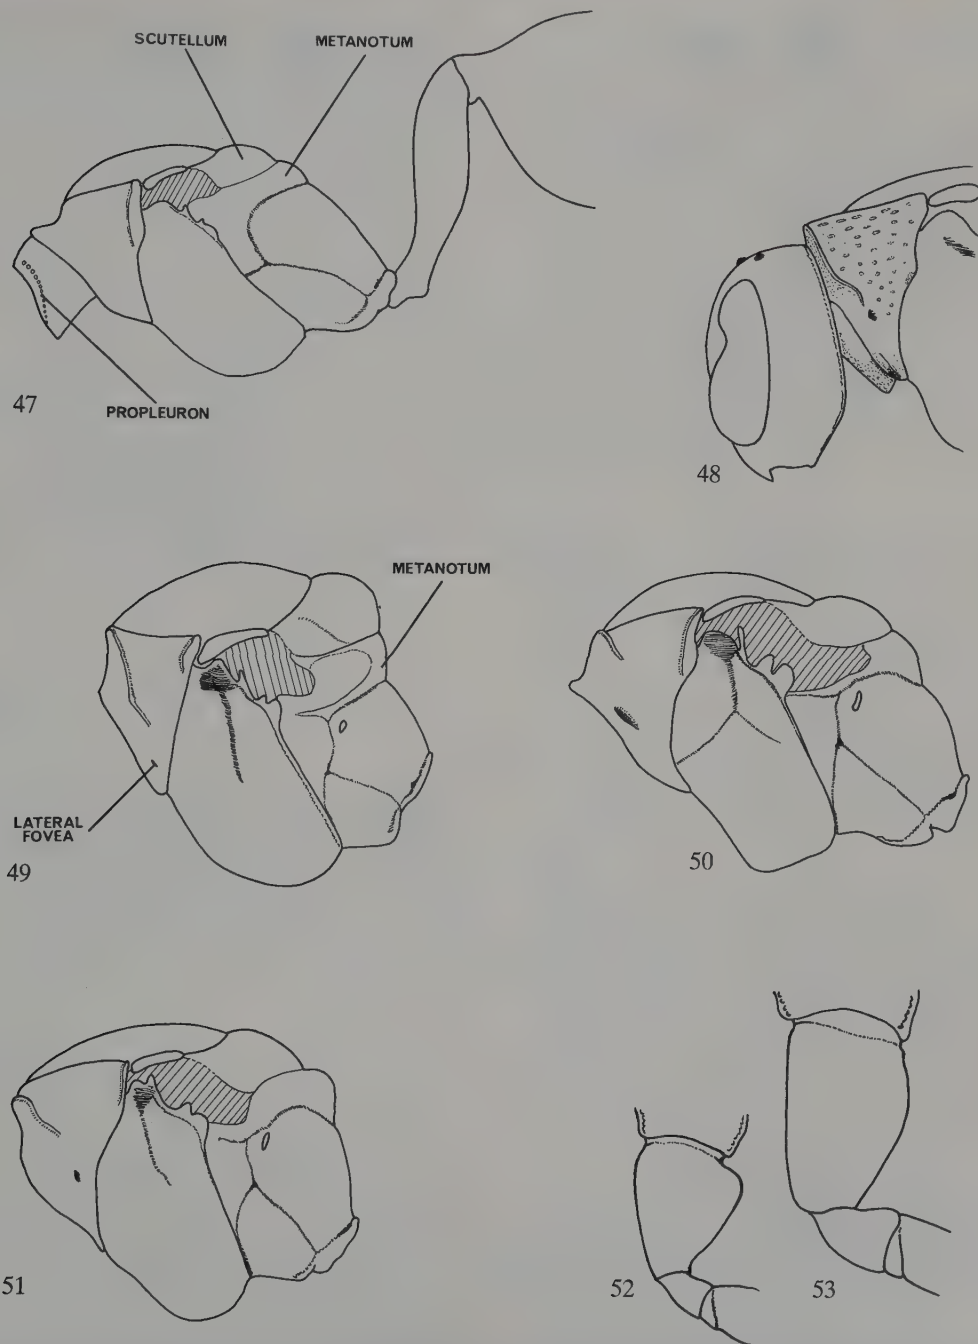 SCUTELLUM
METANOTUM
47
PROPLEURON
48
METANOTUM
LATERAL
FOVEA
49
50
51
52
53